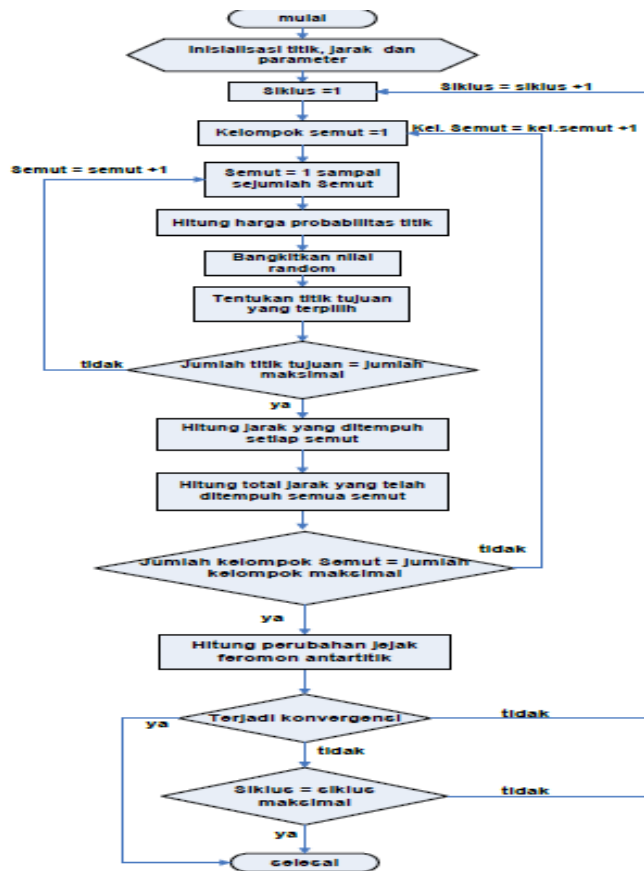 mulai
Inisialisasi titik, jarak dan
parameter
Siklus =1
Siklus = siklus +1
Kelompok semut =1
Kel. Semut = kel.semut +1
Semut = semut +1
Semut = 1 sampai
sejumlah Semut
Hitung harga probabilitas titik
Bangkitkan nilai
random
Tentukan titik tujuan
yang terpilih
tidak
Jumlah titik tujuan = jumlah
maksimal
ya
Hitung jarak yang ditempuh
setiap semut
Hitung total jarak yang telah
ditempuh semua semut
tidak
Jumlah kelompok Semut = jumlah
kelompok maksimal
ya
Hitung perubahan jejak
feromon antartitik
ya
Terjadi konvergensi
tidak
tidak
Siklus = siklus
maksimal
tidak
ya
selesai